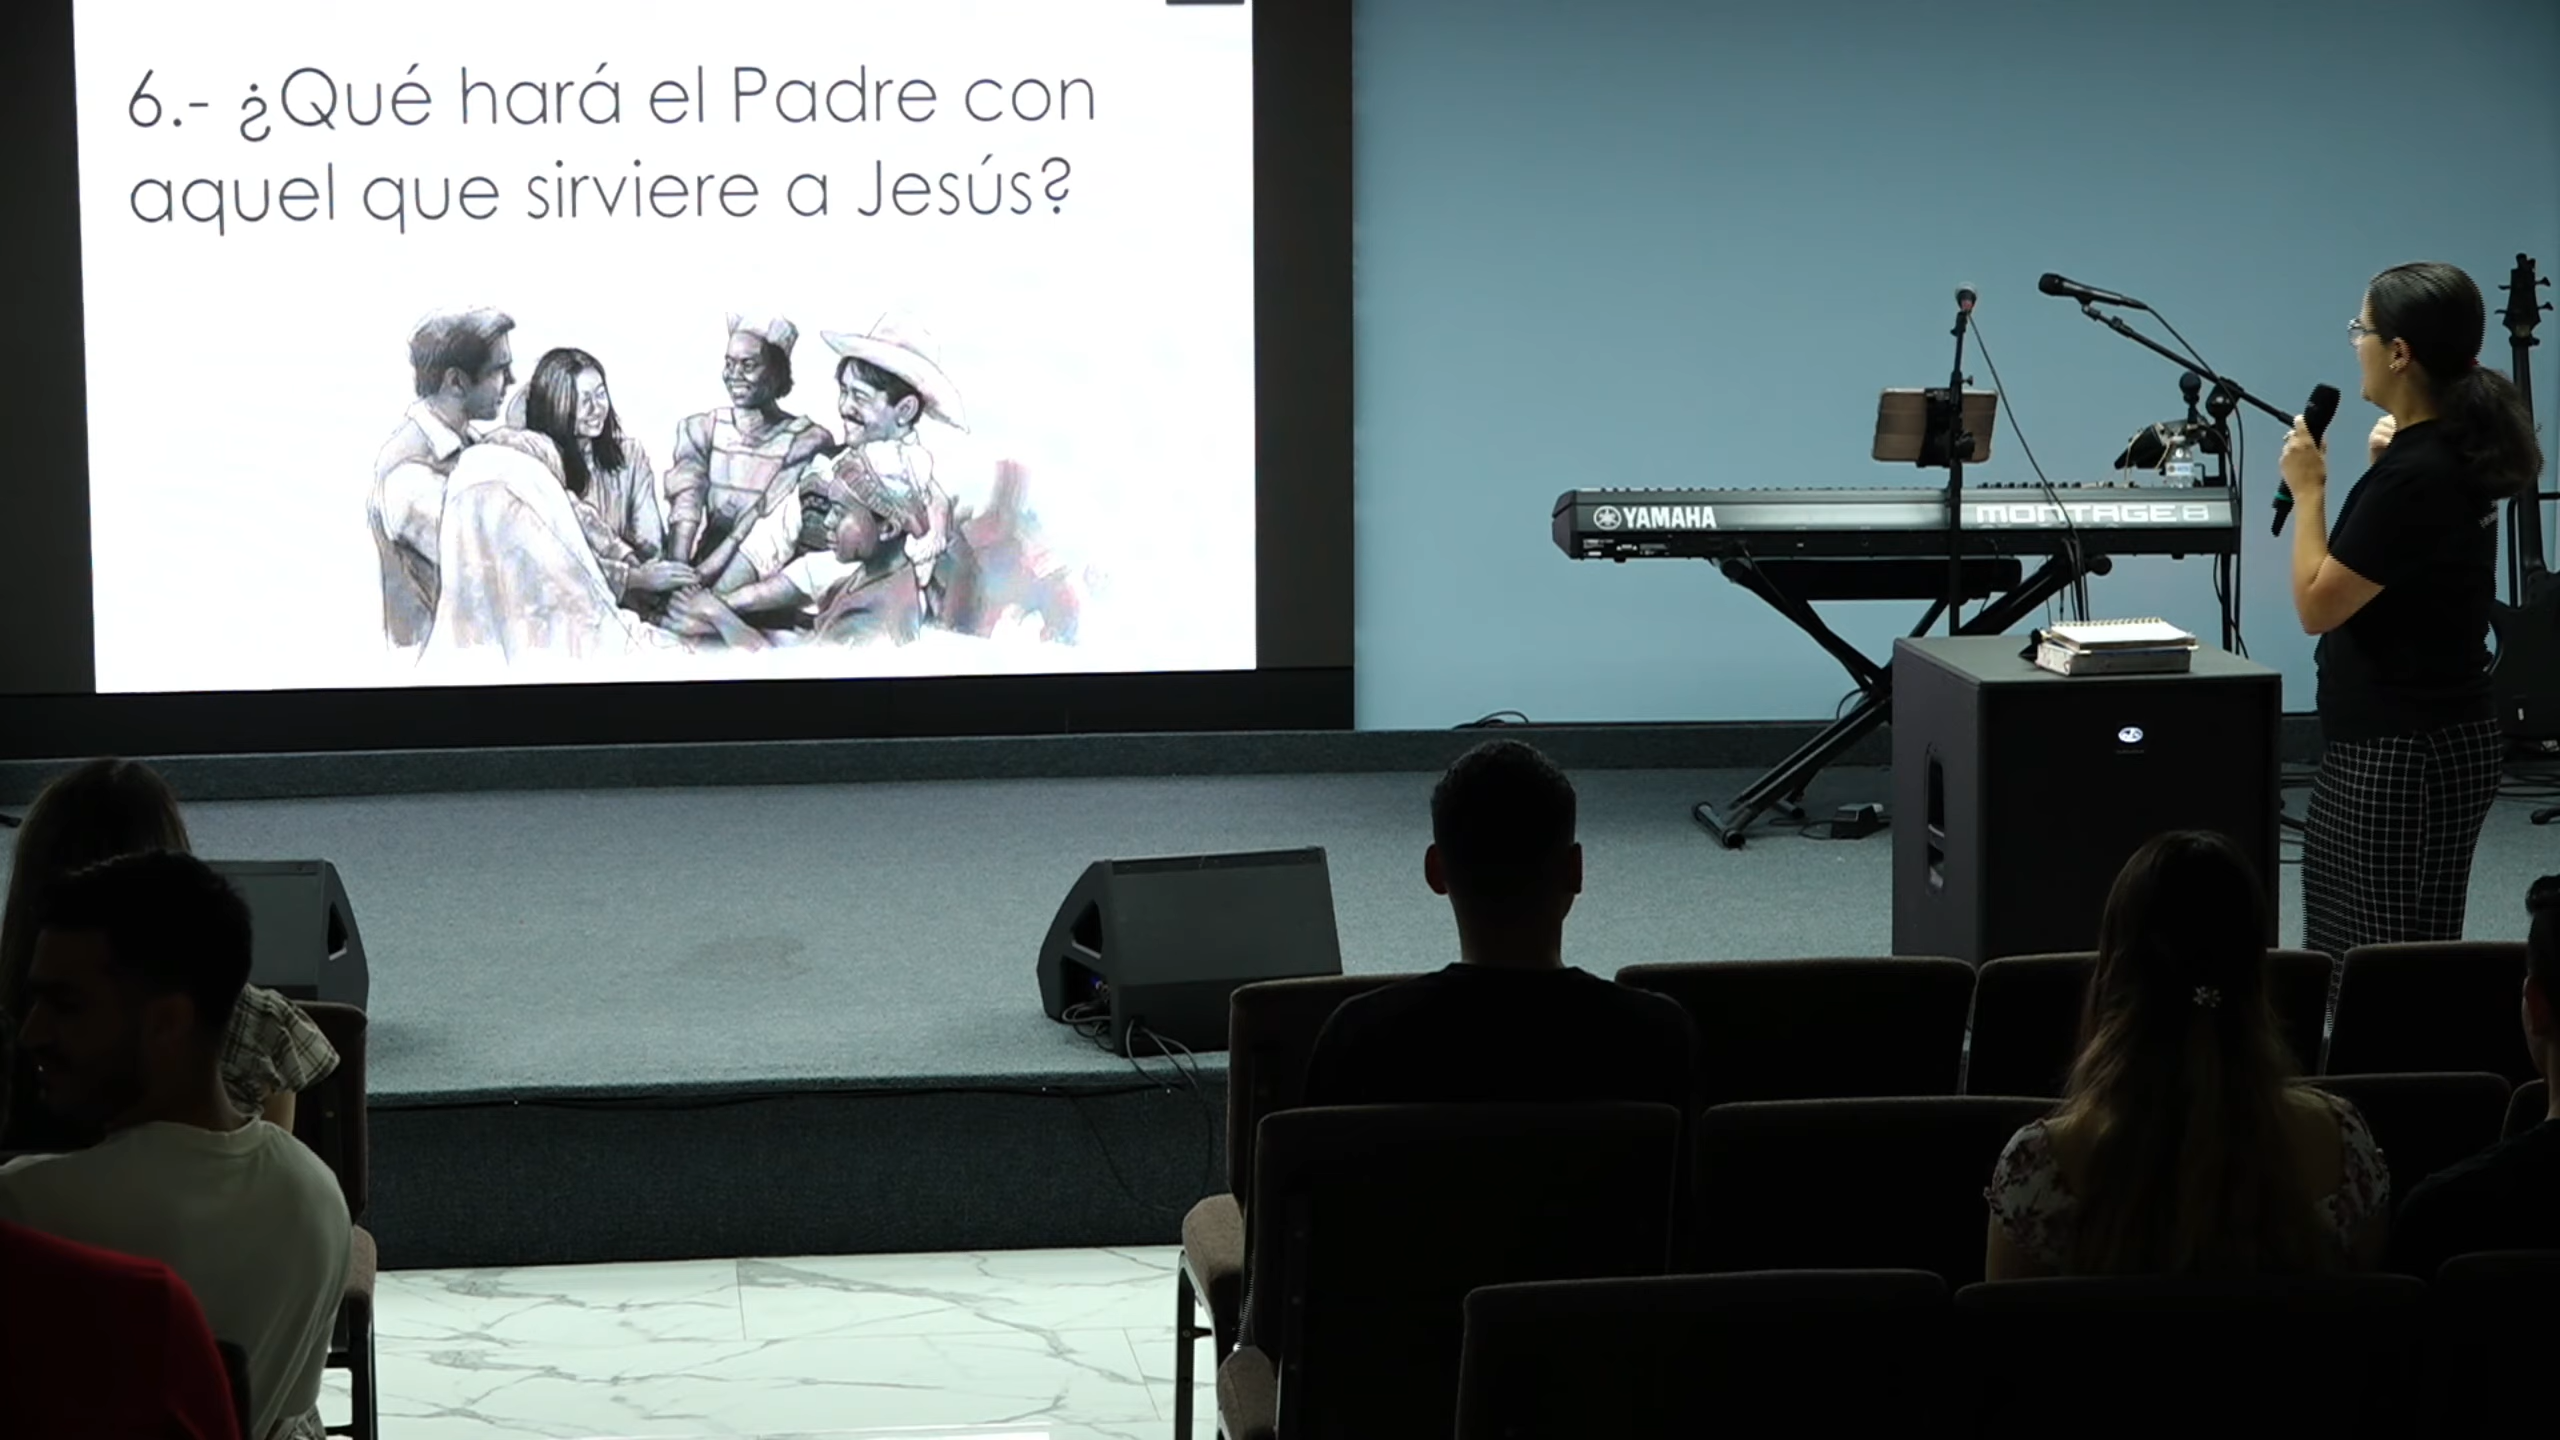 6.- ¿Qué hará el Padre con
aquel que sirviere a Jesús?
YAMAHA
MONTAGE 8